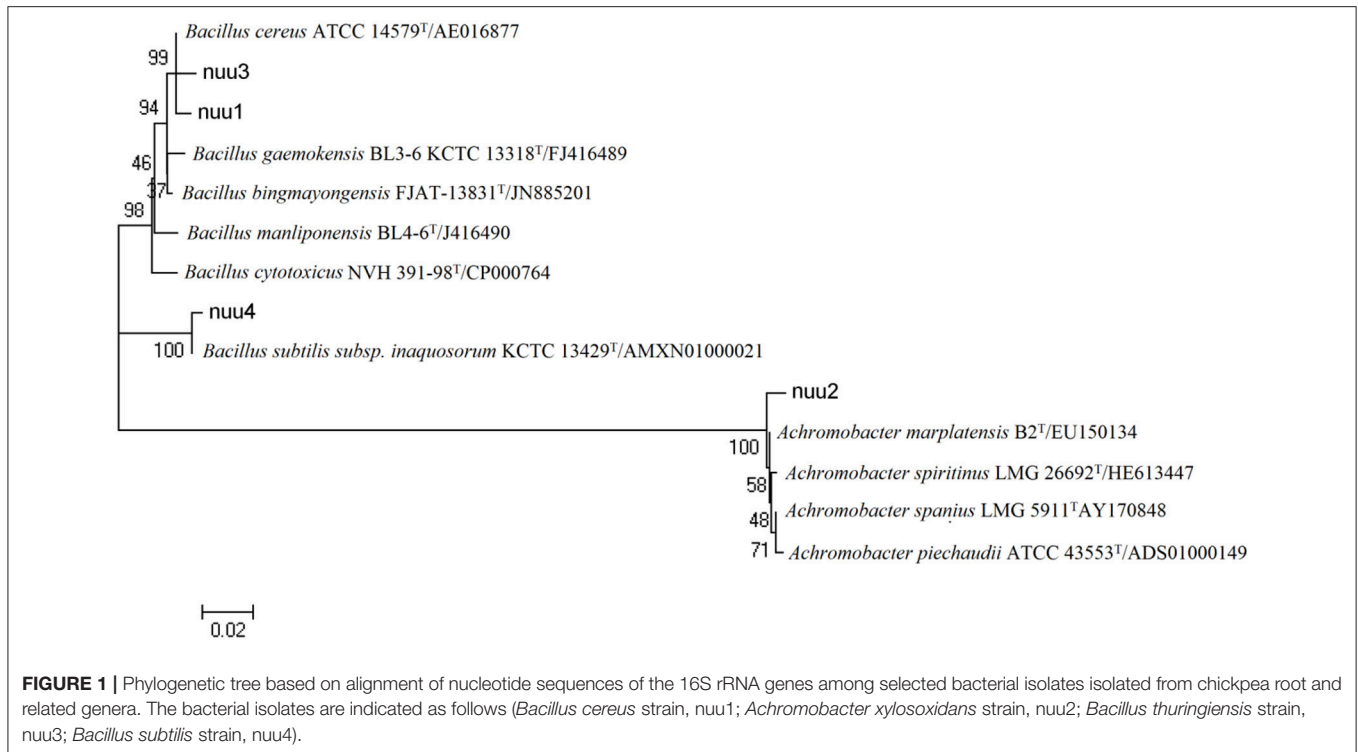 Bacillus cereus ATCC 14579ᵀ/AE016877
99
nuu3
94
nuu1
Bacillus gaemokensis BL3-6 KCTC 13318ᵀ/FJ416489
46
37
Bacillus bingmayongensis FJAT-13831ᵀ/JN885201
98
Bacillus manliponensis BL4-6ᵀ/J416490
Bacillus cytotoxicus NVH 391-98ᵀ/CP000764
nuu4
100
Bacillus subtilis subsp. inaquosorum KCTC 13429ᵀ/AMXN01000021
nuu2
Achromobacter marplatensis B2ᵀ/EU150134
100
Achromobacter spiritinus LMG 26692ᵀ/HE613447
58
Achromobacter spanius LMG 5911ᵀAY170848
48
71
Achromobacter piechaudii ATCC 43553ᵀ/ADS01000149
0.02
FIGURE 1 | Phylogenetic tree based on alignment of nucleotide sequences of the 16S rRNA genes among selected bacterial isolates isolated from chickpea root and
related genera. The bacterial isolates are indicated as follows (Bacillus cereus strain, nuu1; Achromobacter xylosoxidans strain, nuu2; Bacillus thuringiensis strain,
nuu3; Bacillus subtilis strain, nuu4).